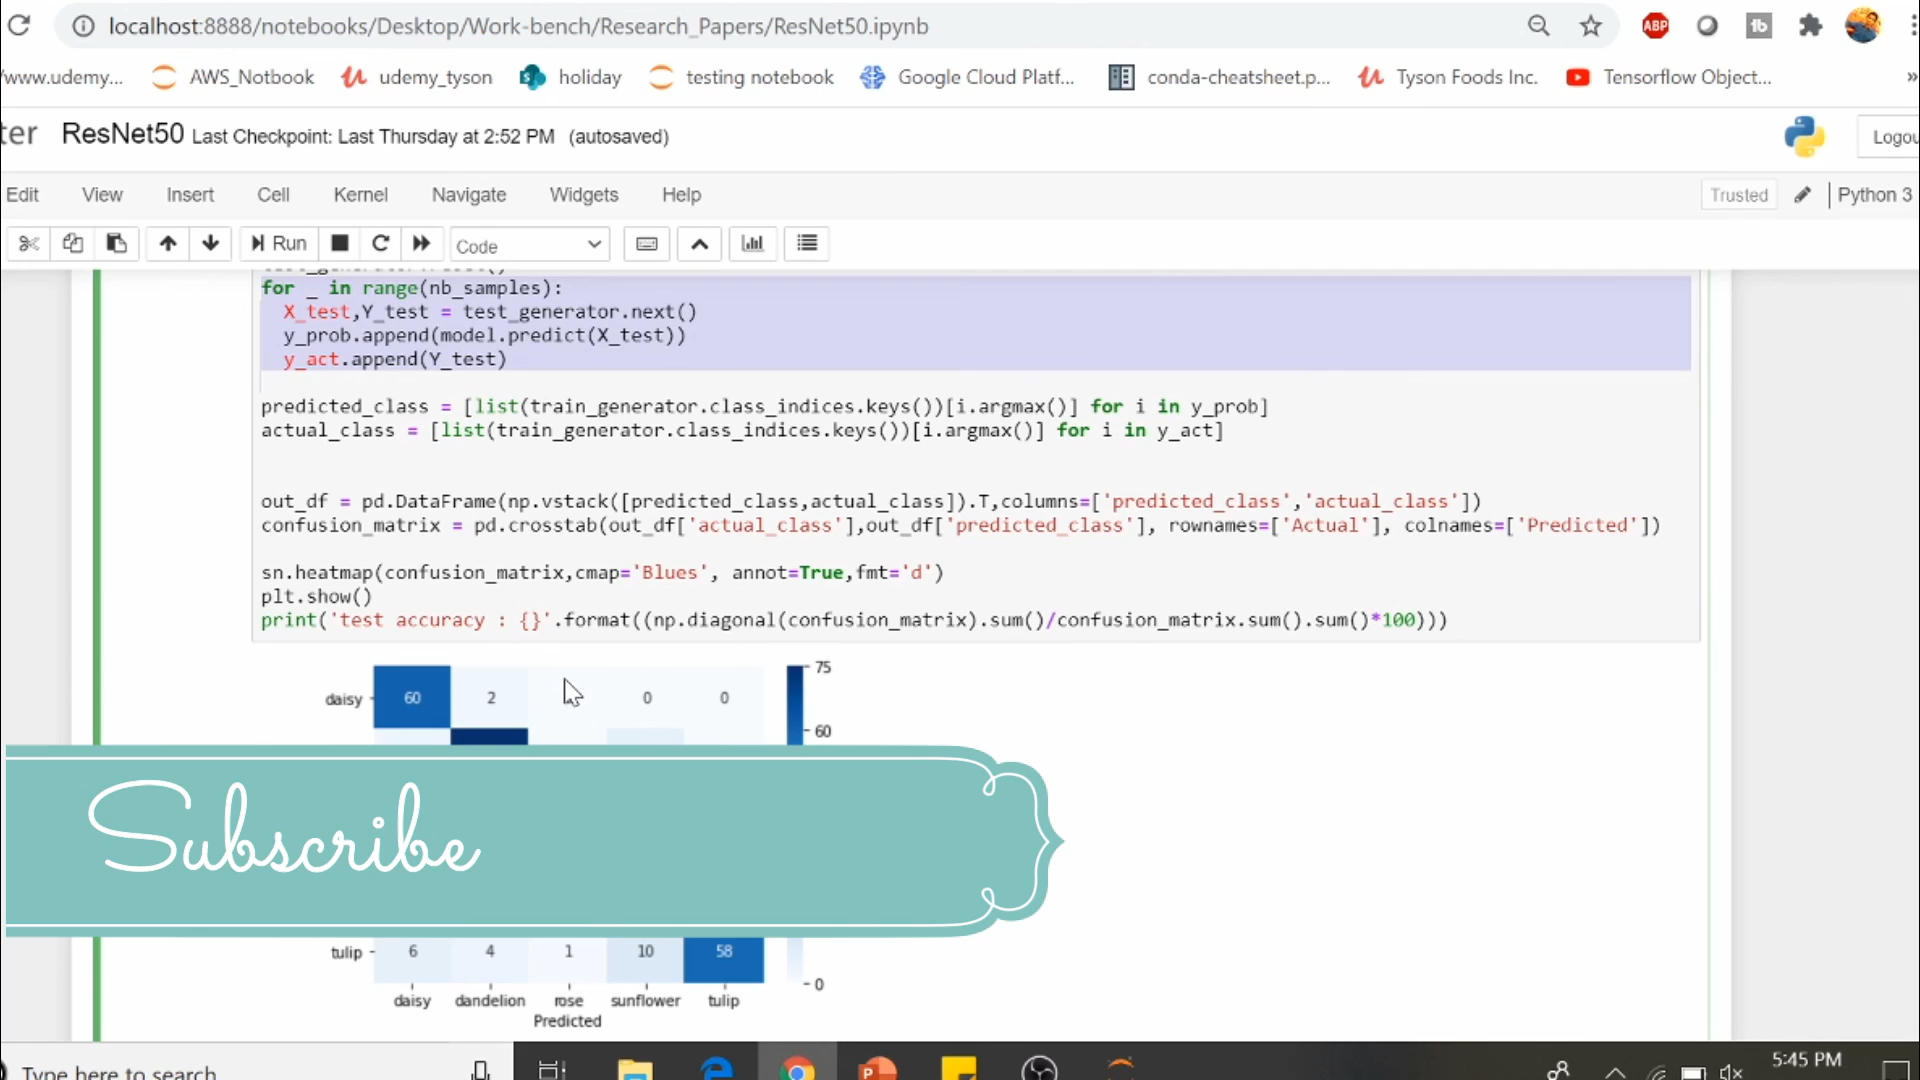 localhost:8888/notebooks/Desktop/Work-bench/Research_Papers/ResNet50.ipynb
ABP
/www.udemy... AWS_Notbook udemy_tyson holiday testing notebook Google Cloud Platf... conda-cheatsheet.p... Tyson Foods Inc. Tensorflow Object... »
ter ResNet50 Last Checkpoint: Last Thursday at 2:52 PM (autosaved) Logou
Edit View Insert Cell Kernel Navigate Widgets Help Trusted Python 3
Run Code
for _ in range(nb_samples):
X_test,Y_test = test_generator.next()
y_prob.append(model.predict(X_test))
y_act.append(Y_test)
predicted_class = [list(train_generator.class_indices.keys())[i.argmax()] for i in y_prob]
actual_class = [list(train_generator.class_indices.keys())[i.argmax()] for i in y_act]
out_df = pd.DataFrame(np.vstack([predicted_class,actual_class]).T,columns=['predicted_class','actual_class'])
confusion_matrix = pd.crosstab(out_df['actual_class'],out_df['predicted_class'], rownames=['Actual'], colnames=['Predicted'])
sn.heatmap(confusion_matrix,cmap='Blues', annot=True,fmt='d')
plt.show()
print('test accuracy : {}'.format((np.diagonal(confusion_matrix).sum()/confusion_matrix.sum().sum()*100)))
75
daisy 60 2 0 0
60
Subscribe
tulip 6 4 1 10 58
0
daisy dandelion rose sunflower tulip
Predicted
Type here to search
5:45 PM